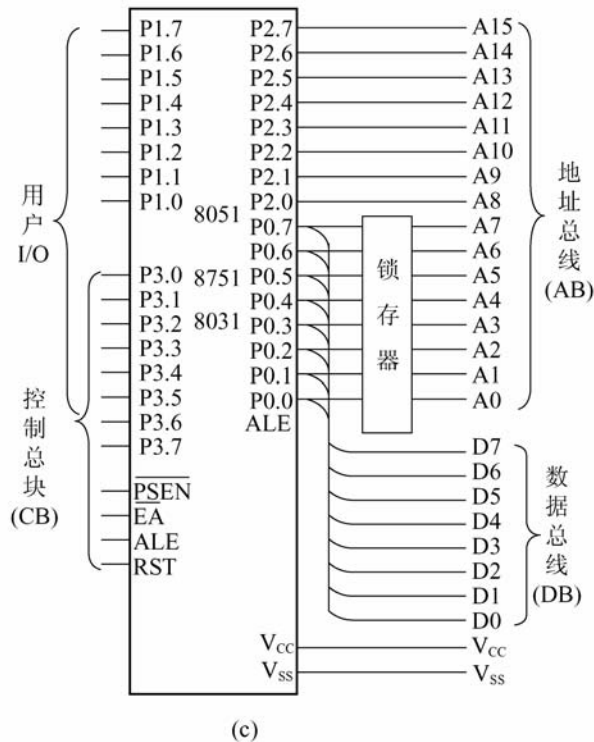 P1.7 P2.7 A15
P1.6 P2.6 A14
P1.5 P2.5 A13
P1.4 P2.4 A12
P1.3 P2.3 A11
P1.2 P2.2 A10
P1.1 P2.1 A9
P1.0 P2.0 A8
8051 P0.7 A7
P0.6 A6
P3.0 8751 P0.5 A5
P3.1 P0.4 A4
P3.2 8031 P0.3 A3
P3.3 P0.2 A2
P3.4 P0.1 A1
P3.5 P0.0 A0
P3.6 ALE
P3.7 D7
D6
PSEN D5
EA D4
ALE D3
RST D2
D1
D0
VCC VCC
VSS VSS
用户
I/O
控制总块
(CB)
锁存器
地址总线
(AB)
数据总线
(DB)
(c)